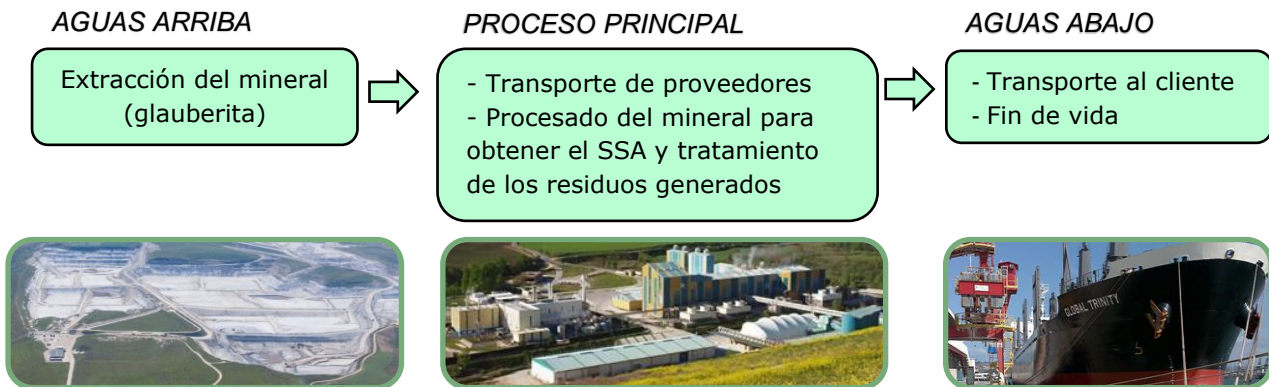 AGUAS ARRIBA
PROCESO PRINCIPAL
AGUAS ABAJO
Extracción del mineral
(glauberita)
- Transporte de proveedores
- Procesado del mineral para
obtener el SSA y tratamiento
de los residuos generados
- Transporte al cliente
- Fin de vida
GLOBAL TRINITY